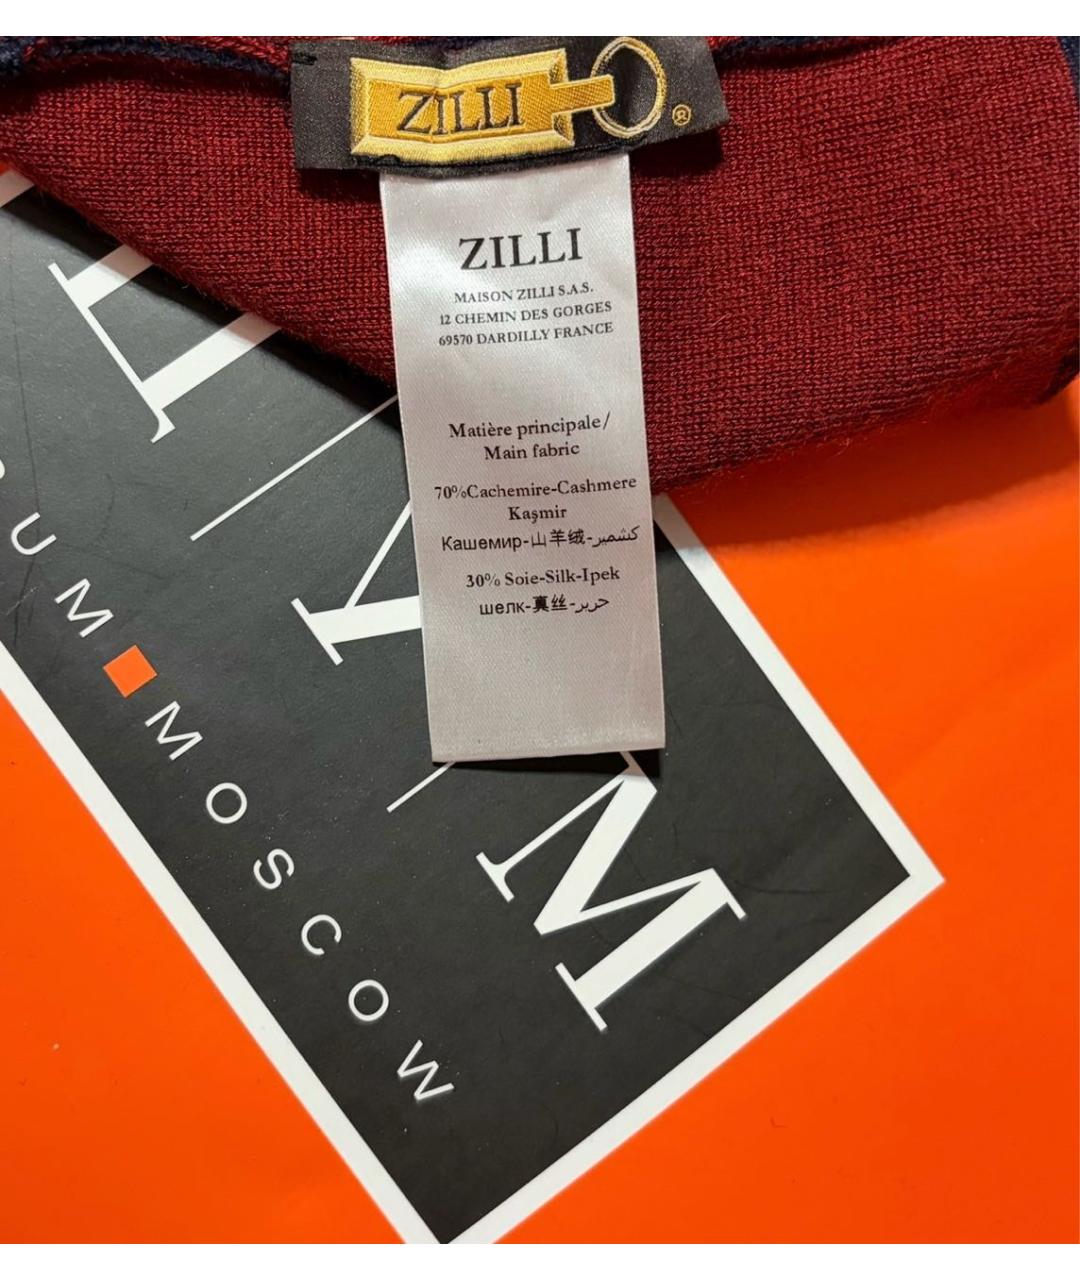 ZILLI ®
ZILLI
MAISON ZILLI S.A.S.
12 CHEMIN DES GORGES
69570 DARDILLY FRANCE
Matière principale/
Main fabric
70%Cachemire-Cashmere
Kaşmir
Кашемир-山羊绒-كشمير
30% Soie-Silk-Ipek
шелк-真丝-حرير
UM MOSCOW
K
M